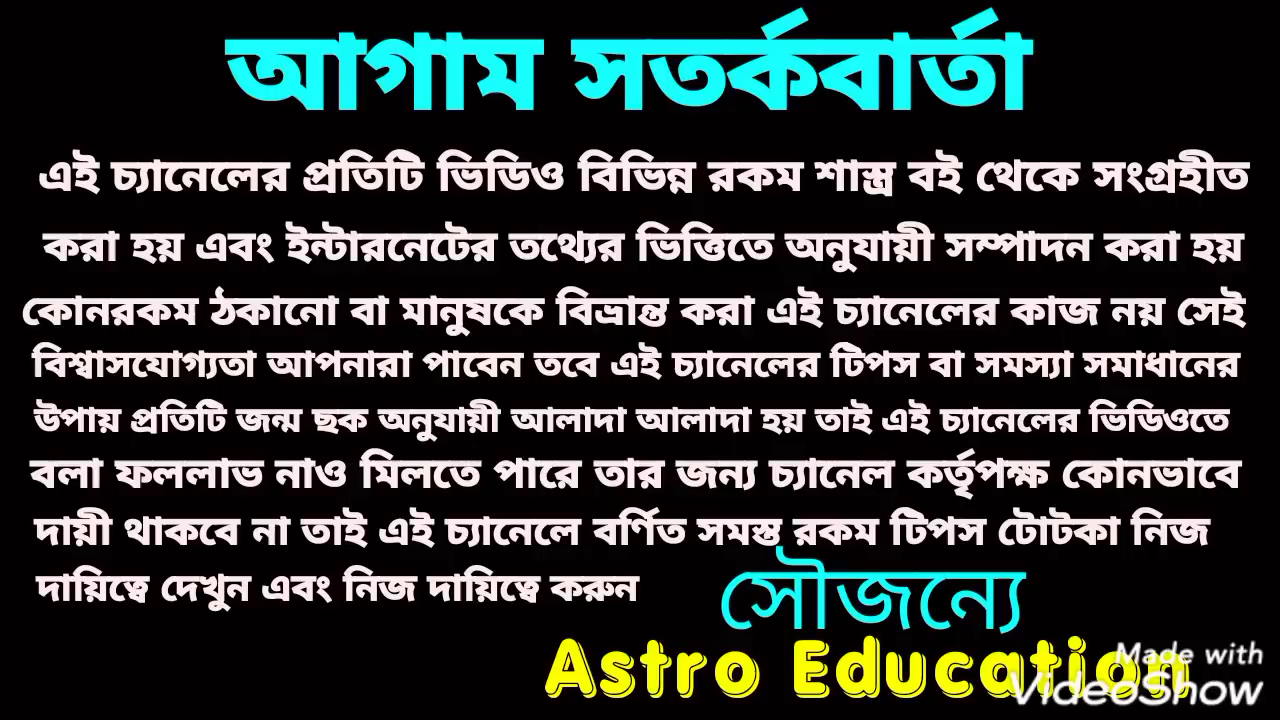 আগাম সতর্কবার্তা
এই চ্যানেলের প্রতিটি ভিডিও বিভিন্ন রকম শাস্ত্র বই থেকে সংগ্রহীত
করা হয় এবং ইন্টারনেটের তথ্যের ভিত্তিতে অনুযায়ী সম্পাদন করা হয়
কোনরকম ঠকানো বা মানুষকে বিভ্রান্ত করা এই চ্যানেলের কাজ নয় সেই
বিশ্বাসযোগ্যতা আপনারা পাবেন তবে এই চ্যানেলের টিপস বা সমস্যা সমাধানের
উপায় প্রতিটি জন্ম ছক অনুযায়ী আলাদা আলাদা হয় তাই এই চ্যানেলের ভিডিওতে
বলা ফললাভ নাও মিলতে পারে তার জন্য চ্যানেল কর্তৃপক্ষ কোনভাবে
দায়ী থাকবে না তাই এই চ্যানেলে বর্ণিত সমস্ত রকম টিপস টোটকা নিজ
দায়িত্বে দেখুন এবং নিজ দায়িত্বে করুন
সৌজন্যে
Astro Education
Made with
VideoShow